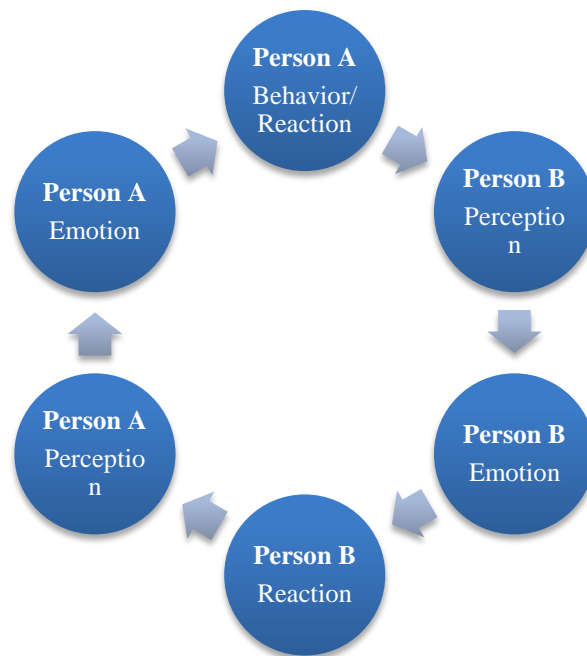 Person A
Behavior/
Reaction
Person B
Perceptio
n
Person B
Emotion
Person B
Reaction
Person A
Perceptio
n
Person A
Emotion